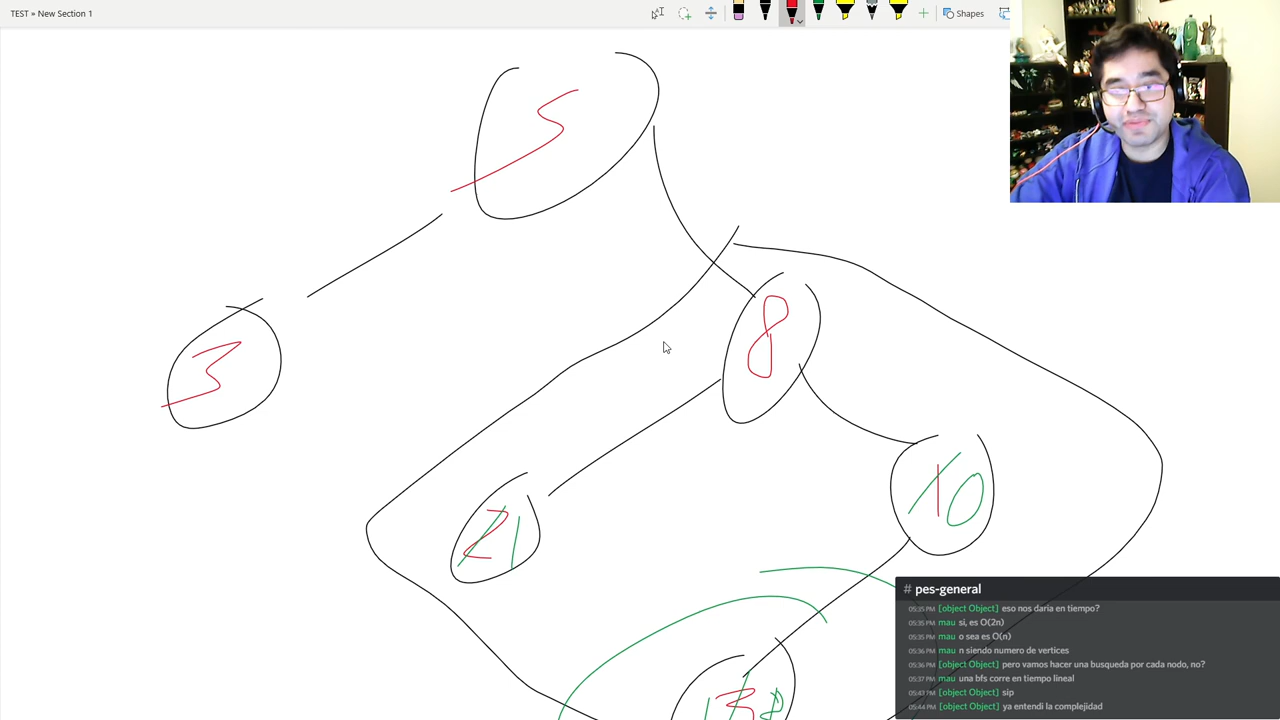 TEST » New Section 1
Shapes
5
3
8
21
10
# pes-general
05:35 PM [object Object] eso nos daria en tiempo?
05:35 PM mau si, es O(2n)
05:35 PM mau o sea es O(n)
05:36 PM mau n siendo numero de vertices
05:36 PM [object Object] pero vamos hacer una busqueda por cada nodo, no?
05:37 PM mau una bfs corre en tiempo lineal
05:43 PM [object Object] sip
05:44 PM [object Object] ya entendi la complejidad